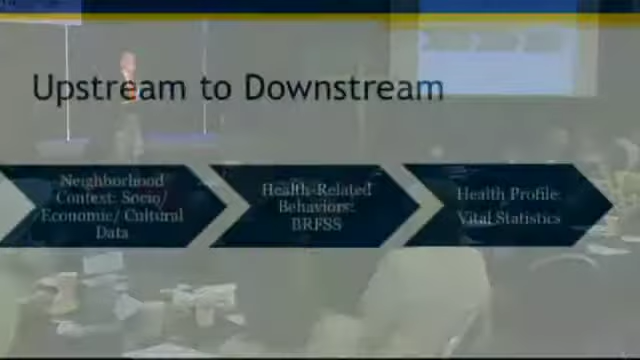 Upstream to Downstream
Neighborhood
Context: Socio/
Economic/ Cultural
Data
Health-Related
Behaviors:
BRFSS
Health Profile:
Vital Statistics